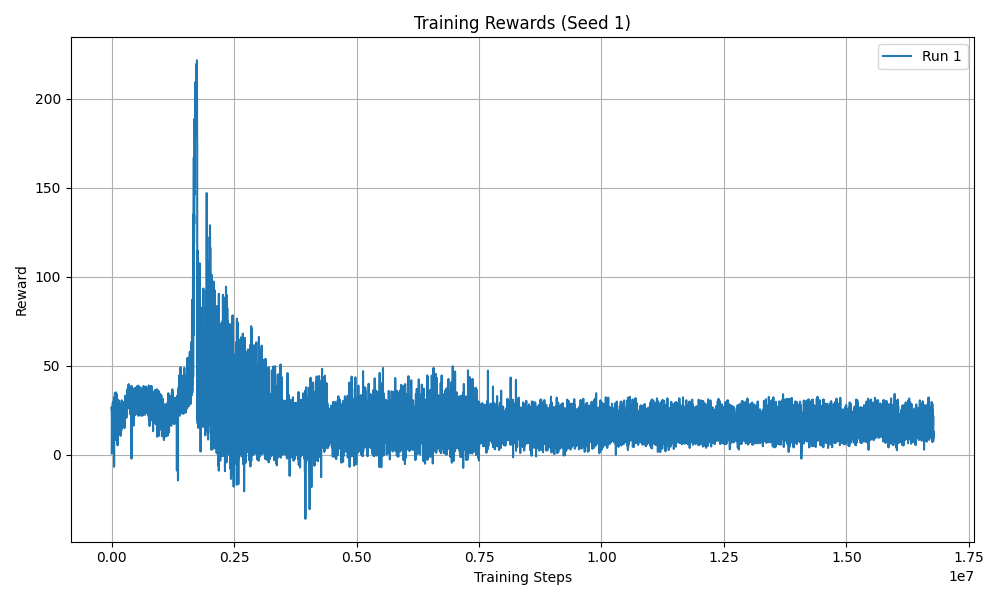 Training Rewards (Seed 1)
Run 1
Reward
200
150
100
50
0
0.00 0.25 0.50 0.75 1.00 1.25 1.50 1.75
1e7
Training Steps